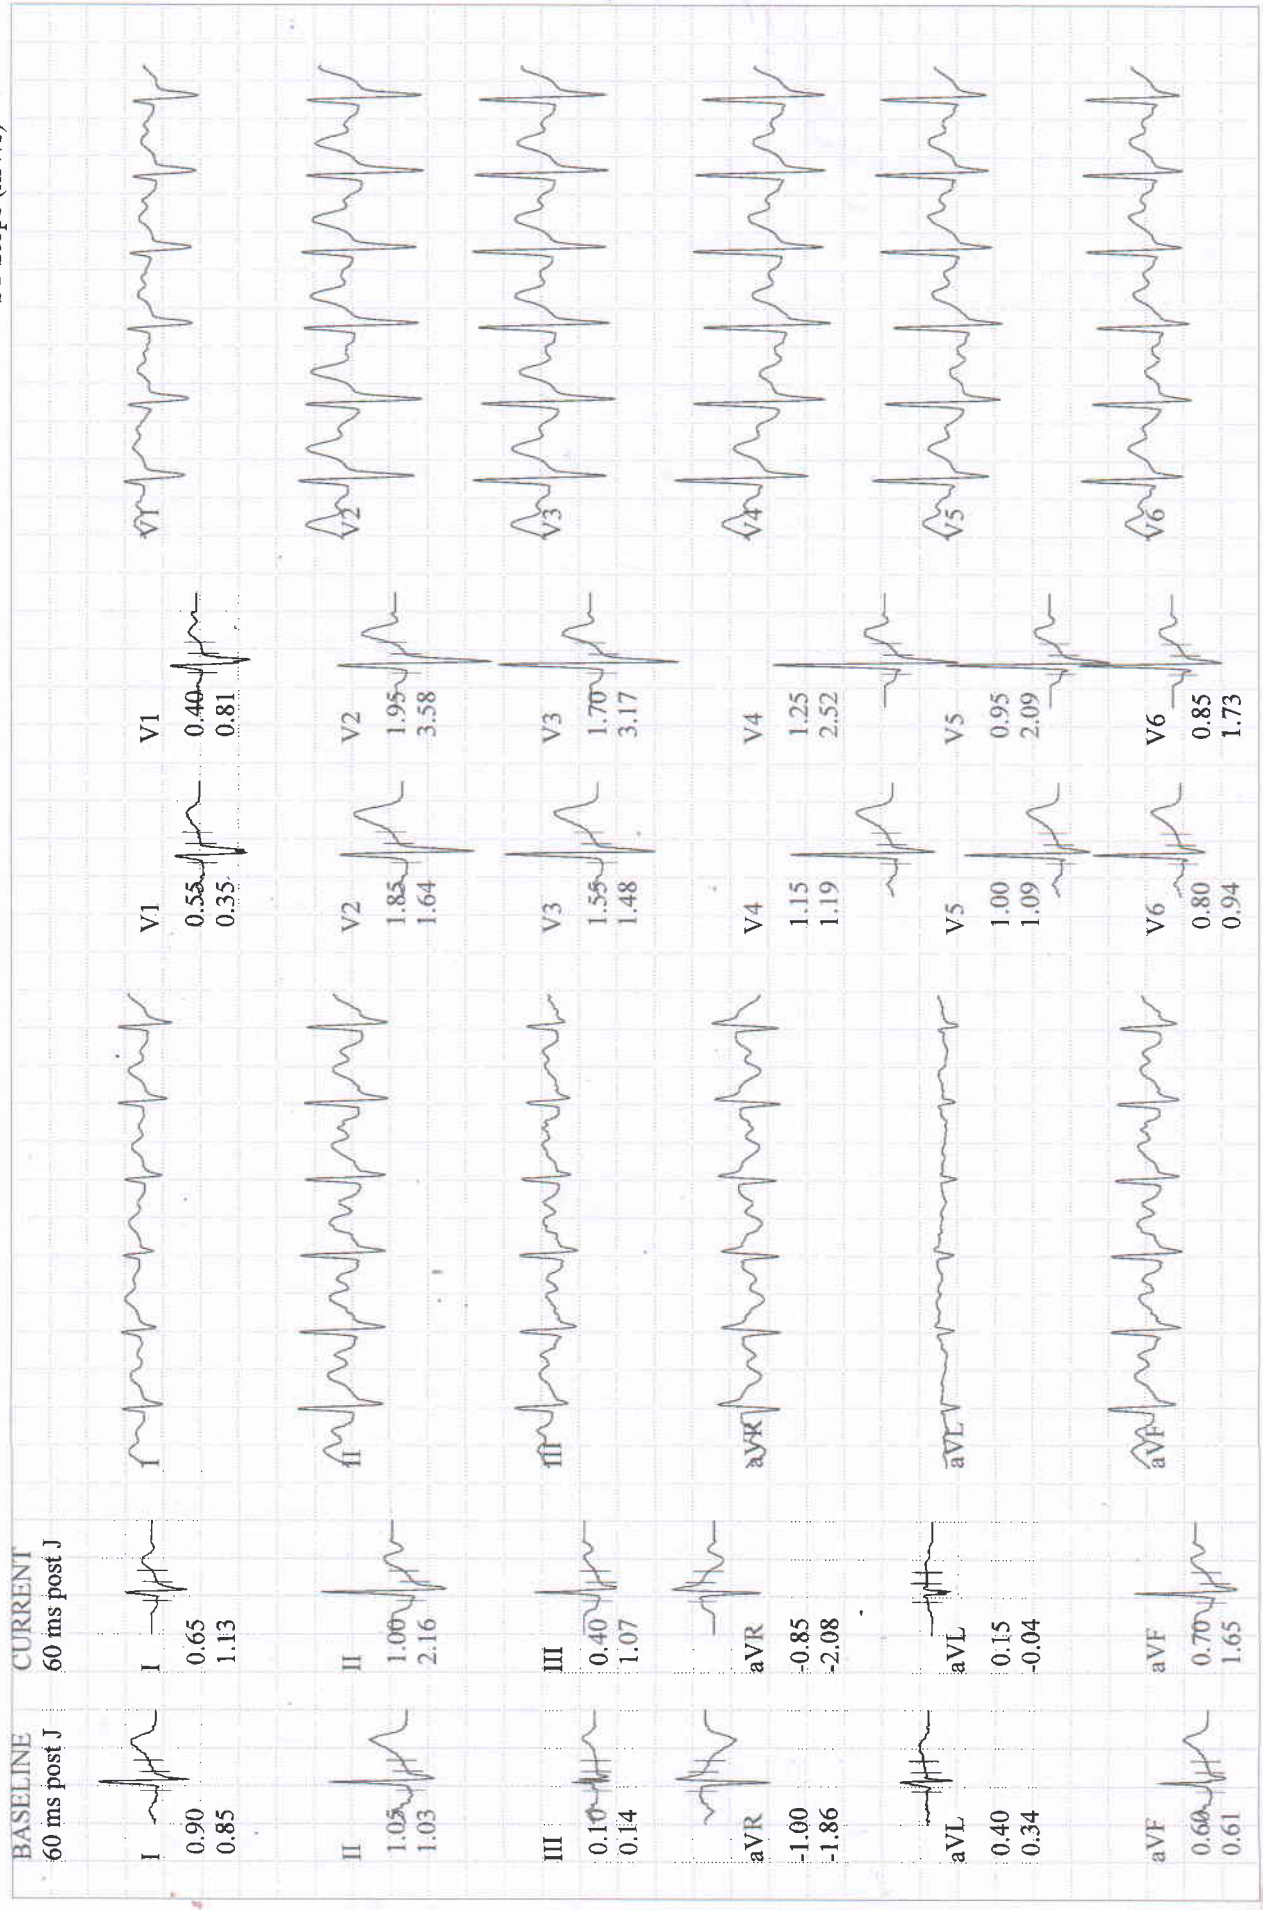 ST Slope (mV/s)
BASELINE CURRENT
60 ms post J 60 ms post J
I I I V1 V1 V1
0.90 0.65 0.55 0.40
0.85 1.13 0.35 0.81
II II II V2 V2 V2
1.05 1.00 1.85 1.95
1.03 2.16 1.64 3.58
III III III V3 V3 V3
0.10 0.40 1.55 1.70
0.14 1.07 1.48 3.17
aVR aVR aVR V4 V4 V4
-1.00 -0.85 1.15 1.25
-1.86 -2.08 1.19 2.52
aVL aVL aVL V5 V5 V5
0.40 0.15 1.00 0.95
0.34 -0.04 1.09 2.09
aVF aVF aVF V6 V6 V6
0.60 0.70 0.80 0.85
0.61 1.65 0.94 1.73